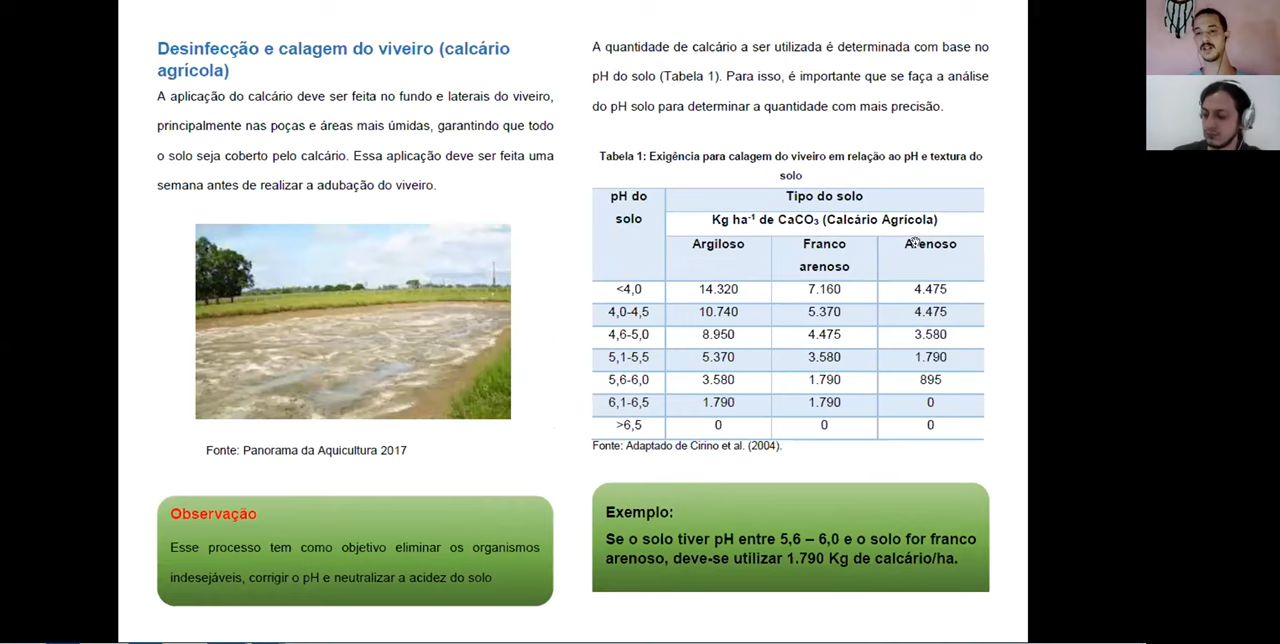 Desinfecção e calagem do viveiro (calcário
agrícola)
A aplicação do calcário deve ser feita no fundo e laterais do viveiro,
principalmente nas poças e áreas mais úmidas, garantindo que todo
o solo seja coberto pelo calcário. Essa aplicação deve ser feita uma
semana antes de realizar a adubação do viveiro.
Fonte: Panorama da Aquicultura 2017
Observação
Esse processo tem como objetivo eliminar os organismos
indesejáveis, corrigir o pH e neutralizar a acidez do solo
A quantidade de calcário a ser utilizada é determinada com base no
pH do solo (Tabela 1). Para isso, é importante que se faça a análise
do pH solo para determinar a quantidade com mais precisão.
Tabela 1: Exigência para calagem do viveiro em relação ao pH e textura do
solo
pH do solo Tipo do solo
Kg ha⁻¹ de CaCO₃ (Calcário Agrícola)
Argiloso Franco arenoso Arenoso
<4,0 14.320 7.160 4.475
4,0-4,5 10.740 5.370 4.475
4,6-5,0 8.950 4.475 3.580
5,1-5,5 5.370 3.580 1.790
5,6-6,0 3.580 1.790 895
6,1-6,5 1.790 1.790 0
>6,5 0 0 0
Fonte: Adaptado de Cirino et al. (2004).
Exemplo:
Se o solo tiver pH entre 5,6 – 6,0 e o solo for franco
arenoso, deve-se utilizar 1.790 Kg de calcário/ha.